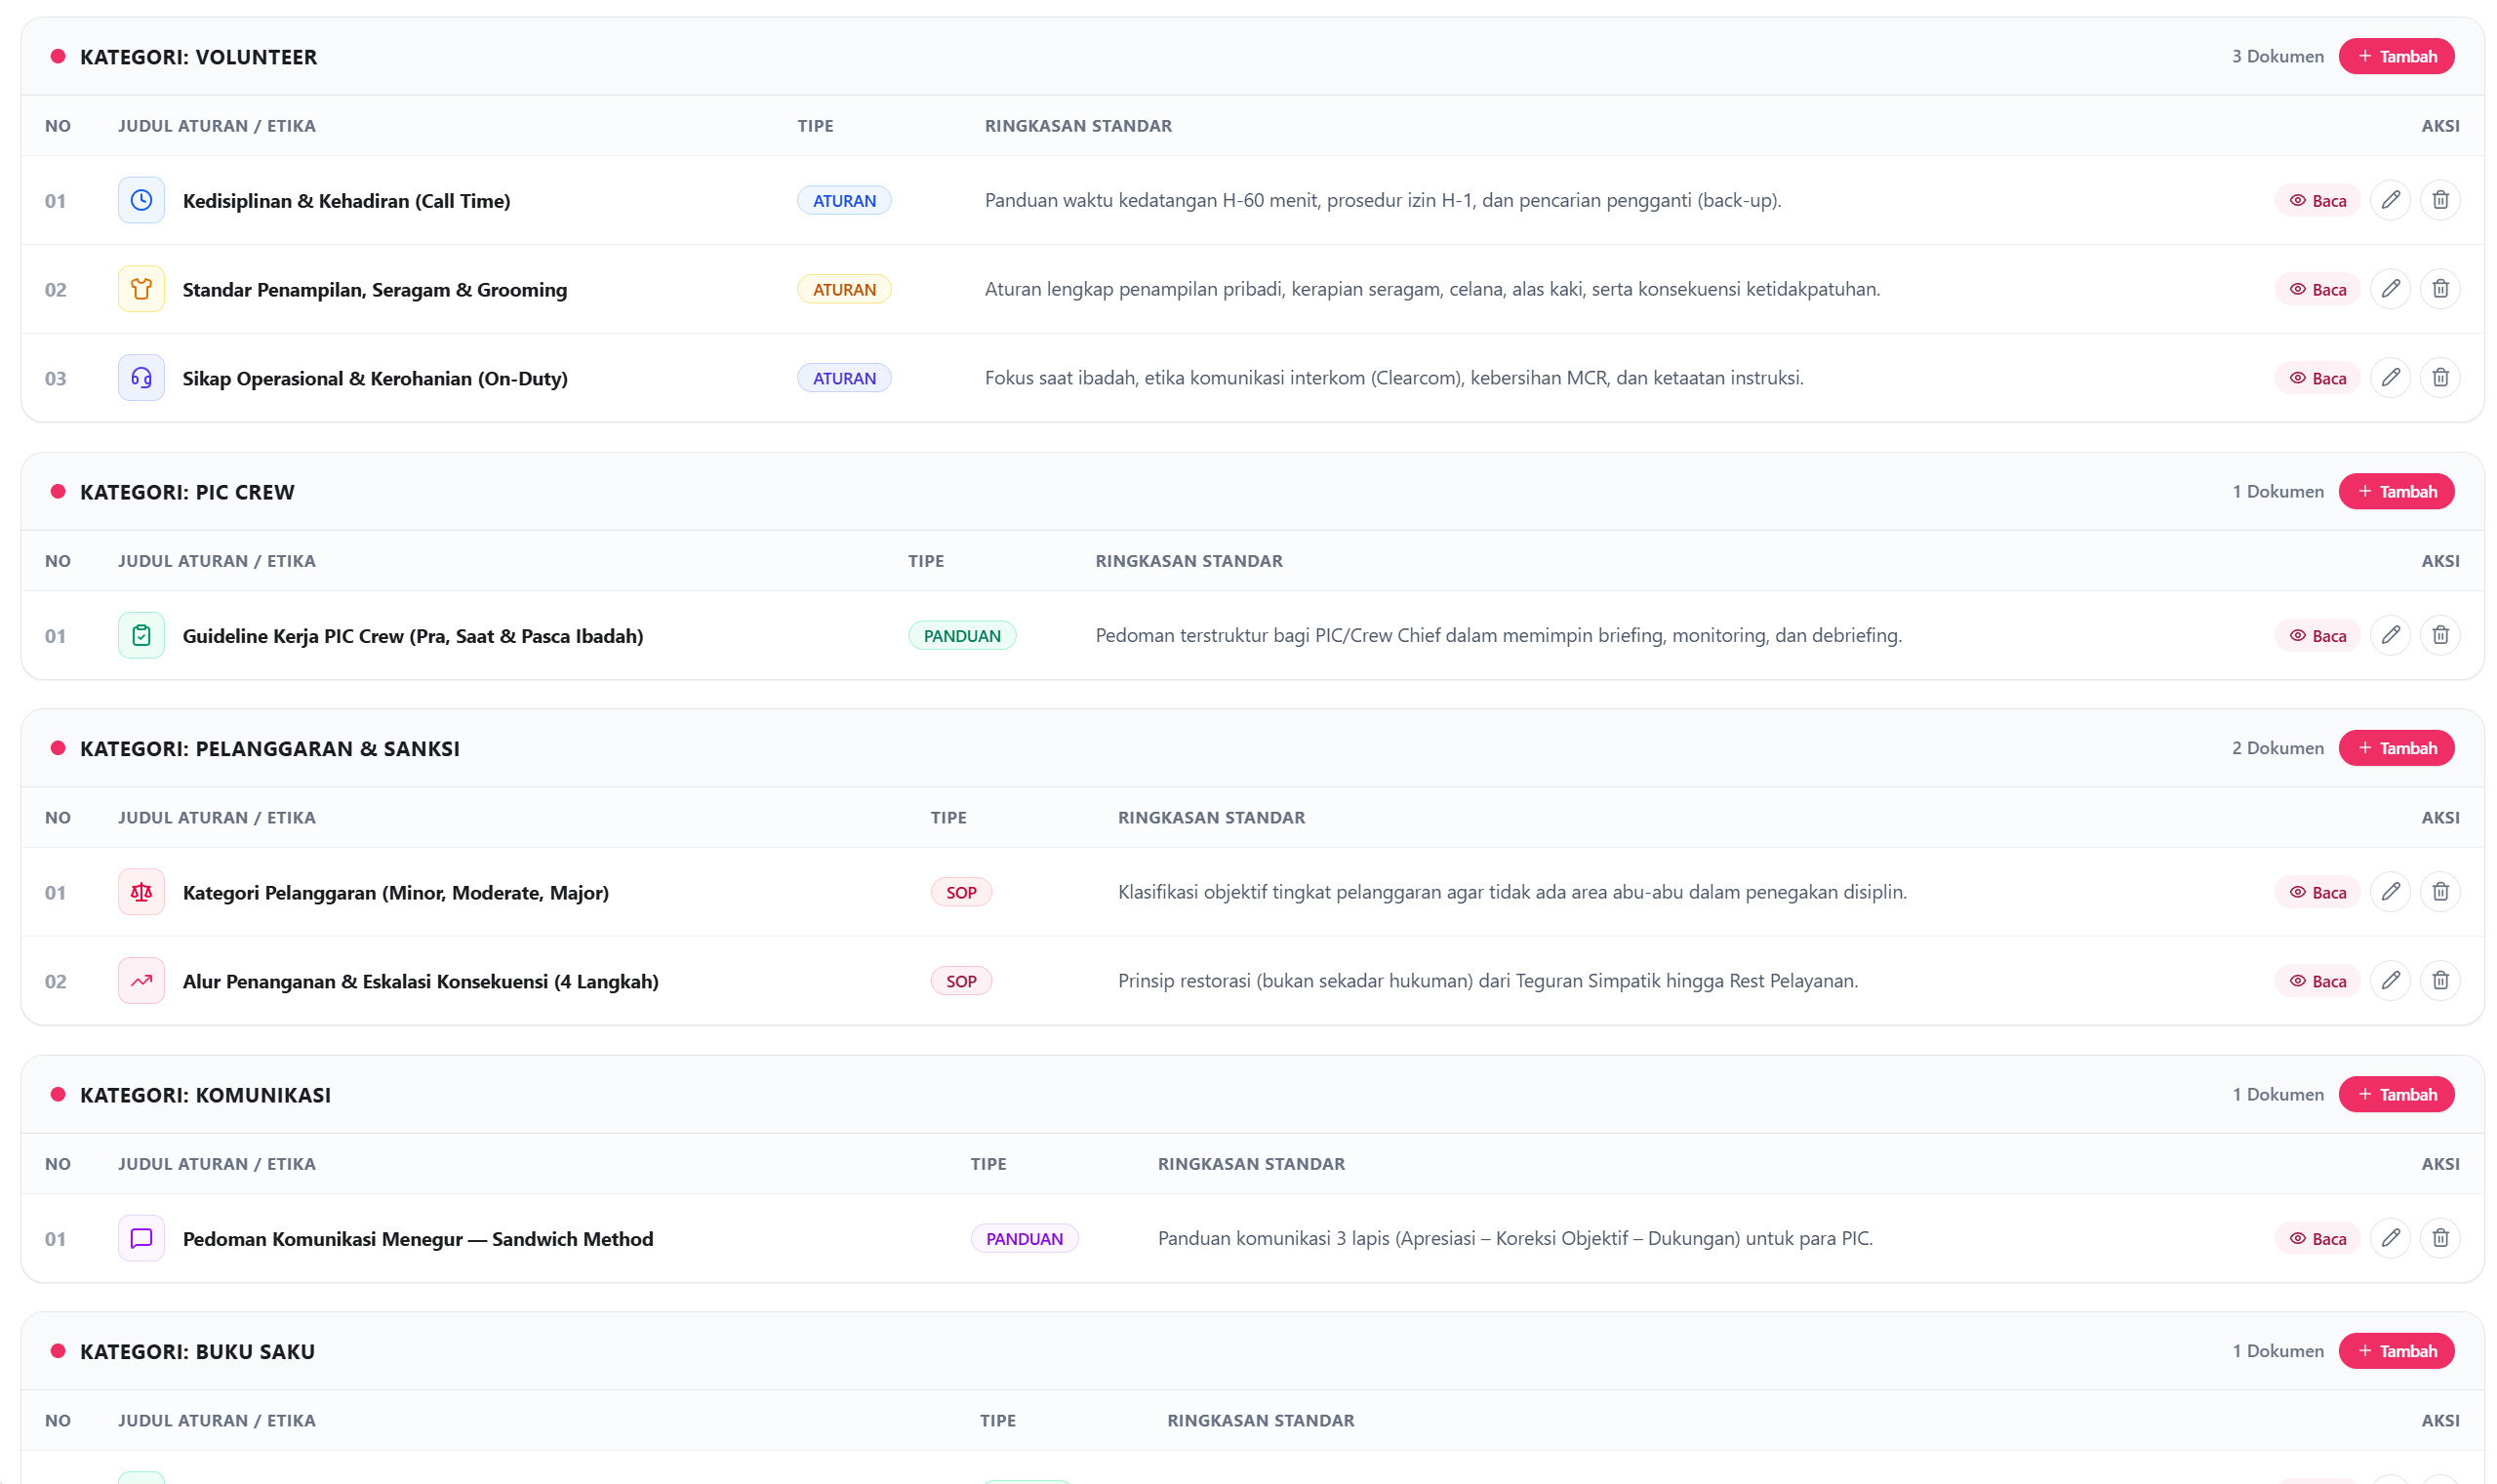 KATEGORI: VOLUNTEER 3 Dokumen + Tambah
NO JUDUL ATURAN / ETIKA TIPE RINGKASAN STANDAR AKSI
01 Kedisiplinan & Kehadiran (Call Time) ATURAN Panduan waktu kedatangan H-60 menit, prosedur izin H-1, dan pencarian pengganti (back-up). Baca
02 Standar Penampilan, Seragam & Grooming ATURAN Aturan lengkap penampilan pribadi, kerapian seragam, celana, alas kaki, serta konsekuensi ketidakpatuhan. Baca
03 Sikap Operasional & Kerohanian (On-Duty) ATURAN Fokus saat ibadah, etika komunikasi interkom (Clearcom), kebersihan MCR, dan ketaatan instruksi. Baca
KATEGORI: PIC CREW 1 Dokumen + Tambah
NO JUDUL ATURAN / ETIKA TIPE RINGKASAN STANDAR AKSI
01 Guideline Kerja PIC Crew (Pra, Saat & Pasca Ibadah) PANDUAN Pedoman terstruktur bagi PIC/Crew Chief dalam memimpin briefing, monitoring, dan debriefing. Baca
KATEGORI: PELANGGARAN & SANKSI 2 Dokumen + Tambah
NO JUDUL ATURAN / ETIKA TIPE RINGKASAN STANDAR AKSI
01 Kategori Pelanggaran (Minor, Moderate, Major) SOP Klasifikasi objektif tingkat pelanggaran agar tidak ada area abu-abu dalam penegakan disiplin. Baca
02 Alur Penanganan & Eskalasi Konsekuensi (4 Langkah) SOP Prinsip restorasi (bukan sekadar hukuman) dari Teguran Simpatik hingga Rest Pelayanan. Baca
KATEGORI: KOMUNIKASI 1 Dokumen + Tambah
NO JUDUL ATURAN / ETIKA TIPE RINGKASAN STANDAR AKSI
01 Pedoman Komunikasi Menegur — Sandwich Method PANDUAN Panduan komunikasi 3 lapis (Apresiasi – Koreksi Objektif – Dukungan) untuk para PIC. Baca
KATEGORI: BUKU SAKU 1 Dokumen + Tambah
NO JUDUL ATURAN / ETIKA TIPE RINGKASAN STANDAR AKSI